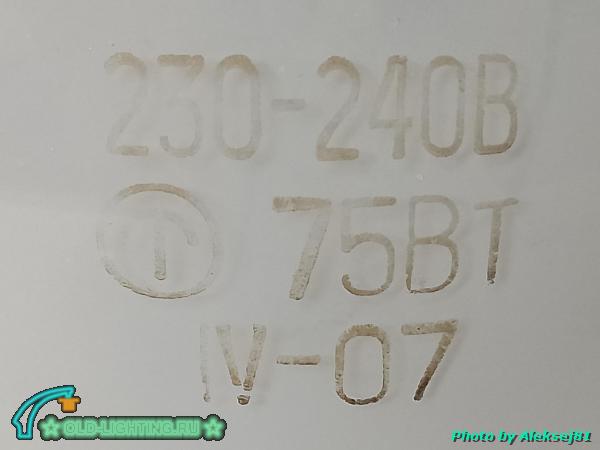 230-240В
75Вт
IV-07
OLD-LIGHTING.RU
Photo by Aleksej81